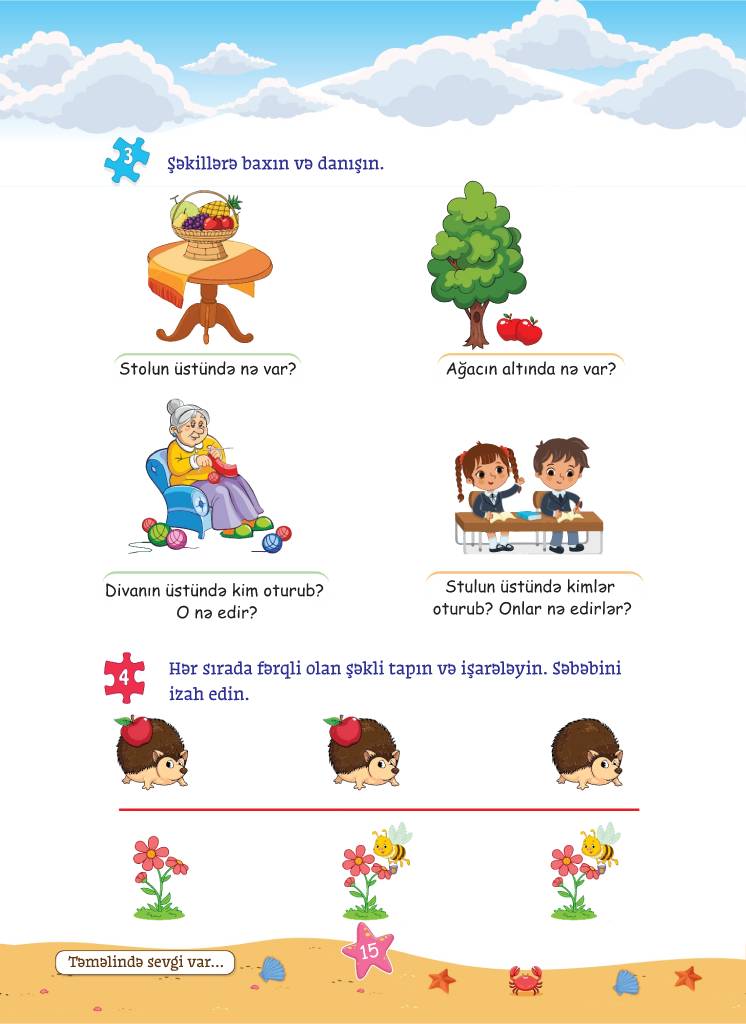 3
Şəkillərə baxın və danışın.
Stolun üstündə nə var?
Ağacın altında nə var?
Divanın üstündə kim oturub?
O nə edir?
Stulun üstündə kimlər
oturub? Onlar nə edirlər?
4
Hər sırada fərqli olan şəkli tapın və işarələyin. Səbəbini
izah edin.
15
Təməlində sevgi var...